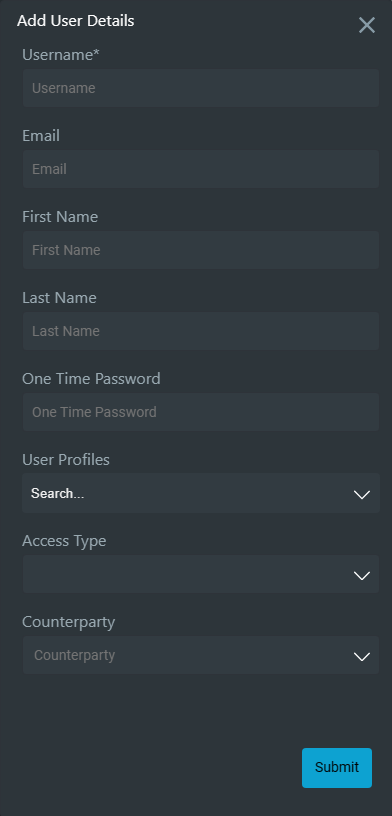 Add User Details
Username*
Username
Email
Email
First Name
First Name
Last Name
Last Name
One Time Password
One Time Password
User Profiles
Search...
Access Type
Counterparty
Counterparty
Submit